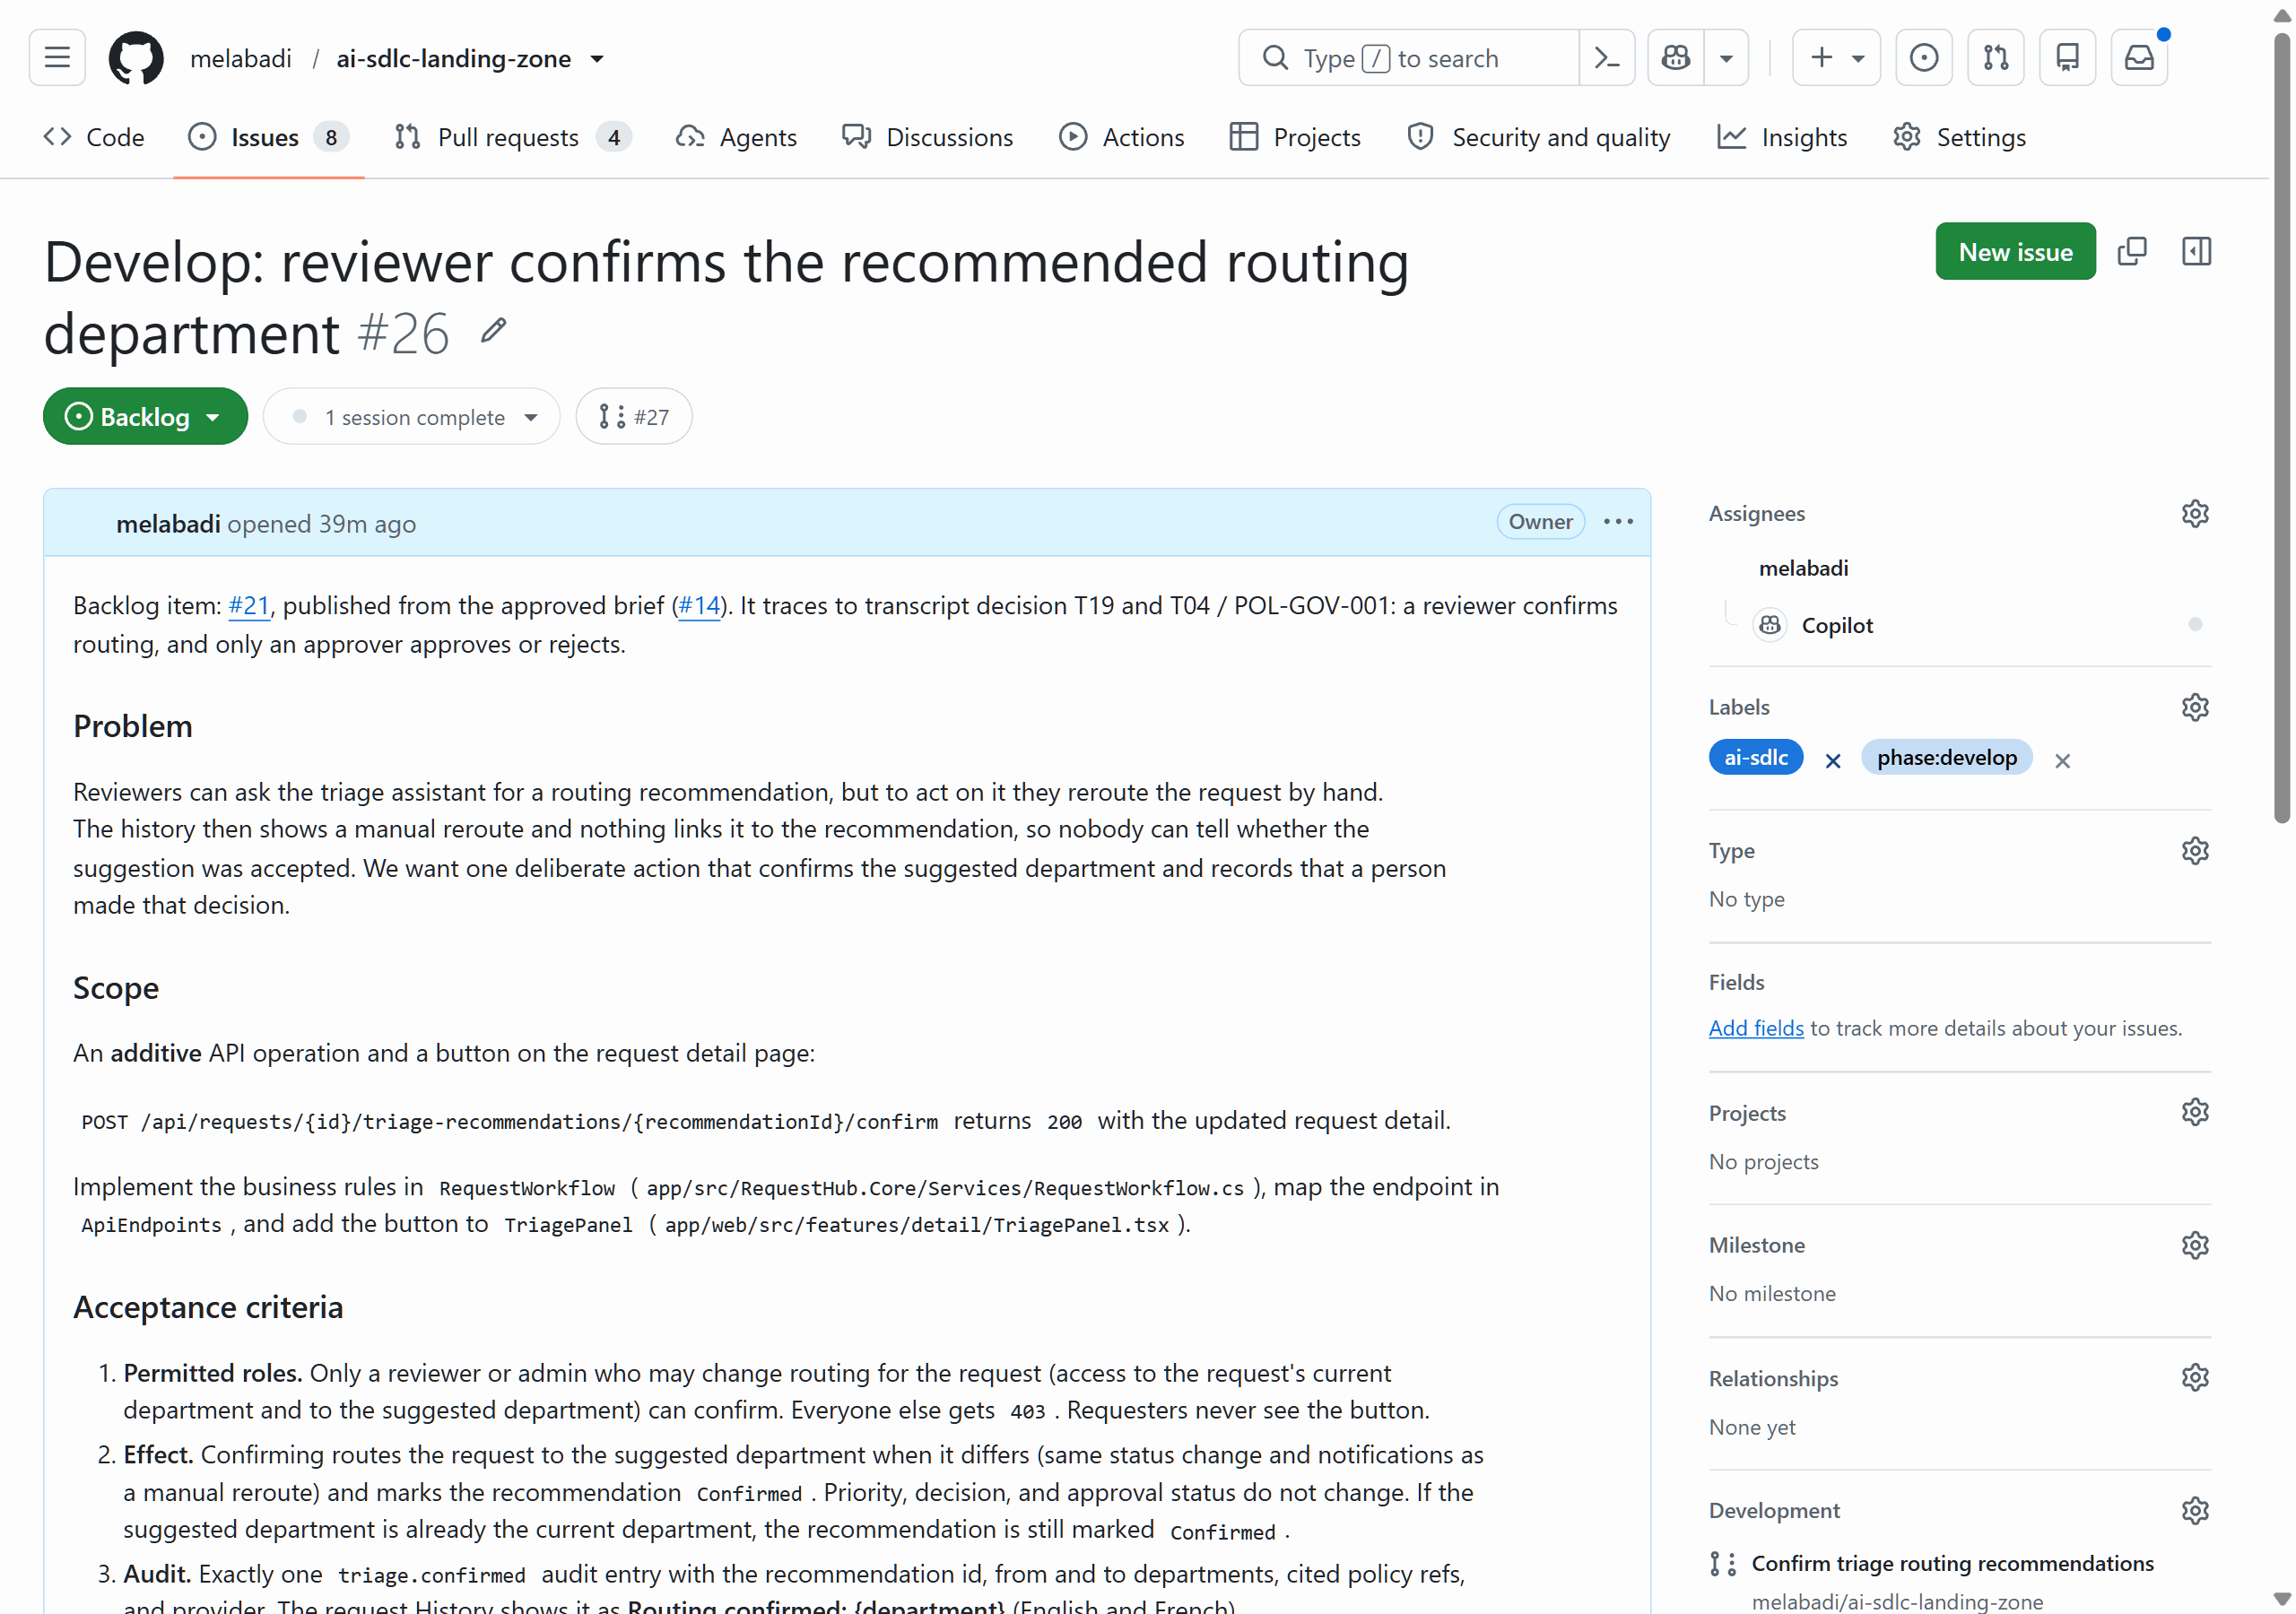 melabadi / ai-sdlc-landing-zone
Type / to search
Code
Issues 8
Pull requests 4
Agents
Discussions
Actions
Projects
Security and quality
Insights
Settings
Develop: reviewer confirms the recommended routing
department #26
New issue
Backlog
1 session complete
#27
melabadi opened 39m ago
Owner
Backlog item: #21, published from the approved brief (#14). It traces to transcript decision T19 and T04 / POL-GOV-001: a reviewer confirms
routing, and only an approver approves or rejects.
Problem
Reviewers can ask the triage assistant for a routing recommendation, but to act on it they reroute the request by hand.
The history then shows a manual reroute and nothing links it to the recommendation, so nobody can tell whether the
suggestion was accepted. We want one deliberate action that confirms the suggested department and records that a person
made that decision.
Scope
An additive API operation and a button on the request detail page:
POST /api/requests/{id}/triage-recommendations/{recommendationId}/confirm returns 200 with the updated request detail.
Implement the business rules in RequestWorkflow ( app/src/RequestHub.Core/Services/RequestWorkflow.cs ), map the endpoint in
ApiEndpoints , and add the button to TriagePanel ( app/web/src/features/detail/TriagePanel.tsx ).
Acceptance criteria
1. Permitted roles. Only a reviewer or admin who may change routing for the request (access to the request's current
department and to the suggested department) can confirm. Everyone else gets 403 . Requesters never see the button.
2. Effect. Confirming routes the request to the suggested department when it differs (same status change and notifications as
a manual reroute) and marks the recommendation Confirmed . Priority, decision, and approval status do not change. If the
suggested department is already the current department, the recommendation is still marked Confirmed .
3. Audit. Exactly one triage.confirmed audit entry with the recommendation id, from and to departments, cited policy refs,
and provider. The request History shows it as Routing confirmed: {department} (English and French)
Assignees
melabadi
Copilot
Labels
ai-sdlc
phase:develop
Type
No type
Fields
Add fields to track more details about your issues.
Projects
No projects
Milestone
No milestone
Relationships
None yet
Development
Confirm triage routing recommendations
melabadi/ai-sdlc-landing-zone